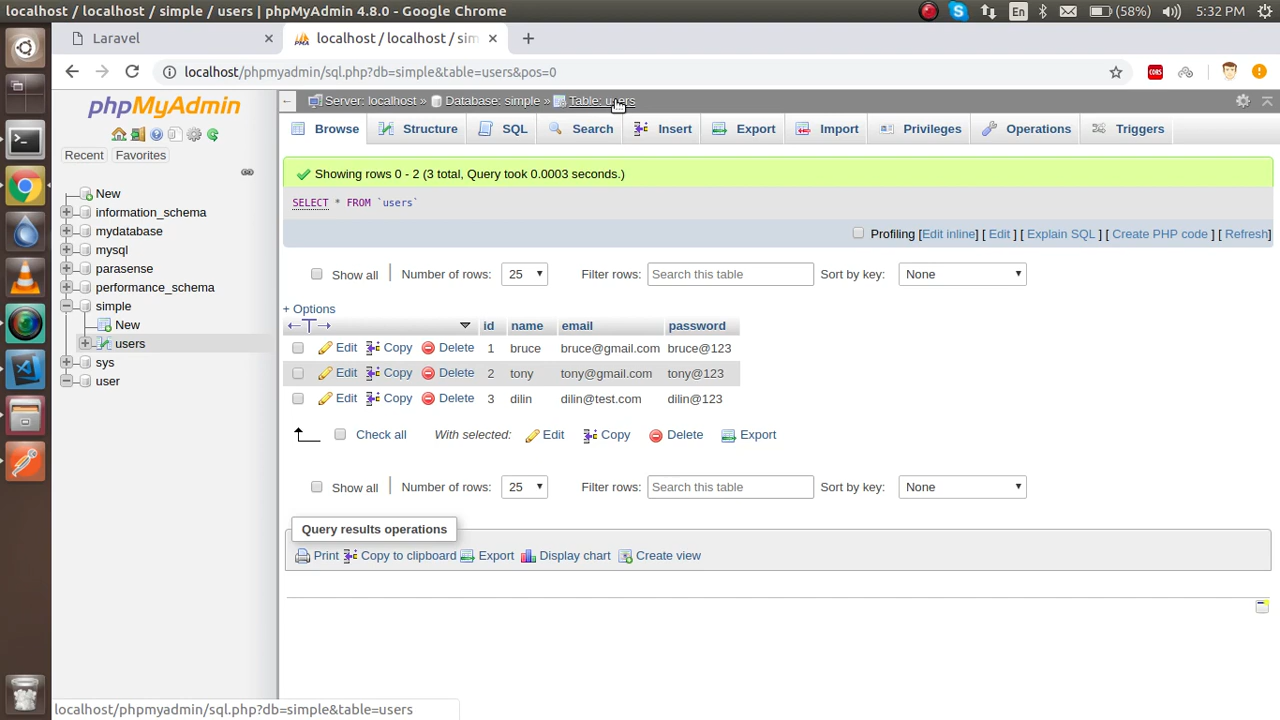 localhost / localhost / simple / users | phpMyAdmin 4.8.0 - Google Chrome
En (58%) 5:32 PM
Laravel
localhost / localhost / sim
localhost/phpmyadmin/sql.php?db=simple&table=users&pos=0
CORS
phpMyAdmin
Recent Favorites
New
information_schema
mydatabase
mysql
parasense
performance_schema
simple
New
users
sys
user
Server: localhost » Database: simple » Table: users
Browse Structure SQL Search Insert Export Import Privileges Operations Triggers
Showing rows 0 - 2 (3 total, Query took 0.0003 seconds.)
SELECT * FROM `users`
Profiling [Edit inline] [ Edit ] [ Explain SQL ] [ Create PHP code ] [ Refresh]
Show all Number of rows: 25 Filter rows: Search this table Sort by key: None
+ Options
←T→ id name email password
Edit Copy Delete 1 bruce bruce@gmail.com bruce@123
Edit Copy Delete 2 tony tony@gmail.com tony@123
Edit Copy Delete 3 dilin dilin@test.com dilin@123
Check all With selected: Edit Copy Delete Export
Show all Number of rows: 25 Filter rows: Search this table Sort by key: None
Query results operations
Print Copy to clipboard Export Display chart Create view
localhost/phpmyadmin/sql.php?db=simple&table=users